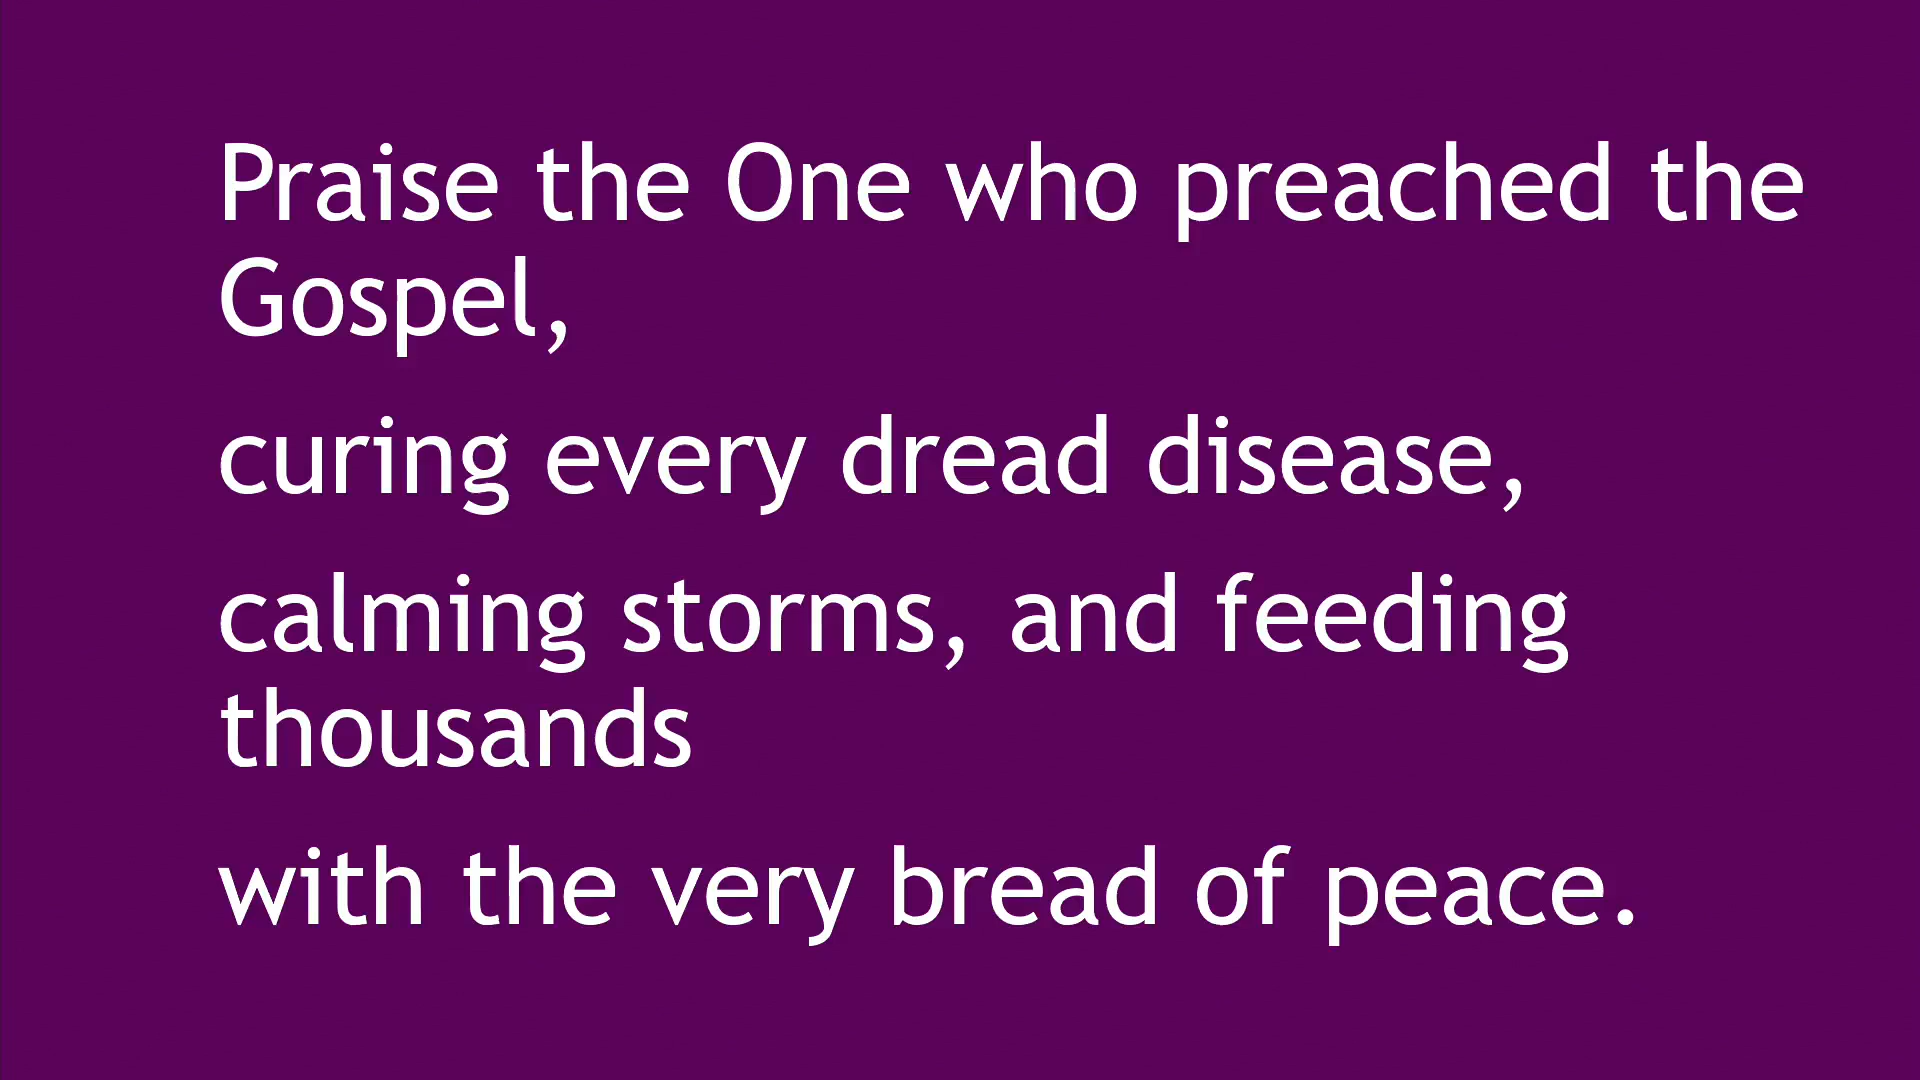 Praise the One who preached the
Gospel,
curing every dread disease,
calming storms, and feeding
thousands
with the very bread of peace.